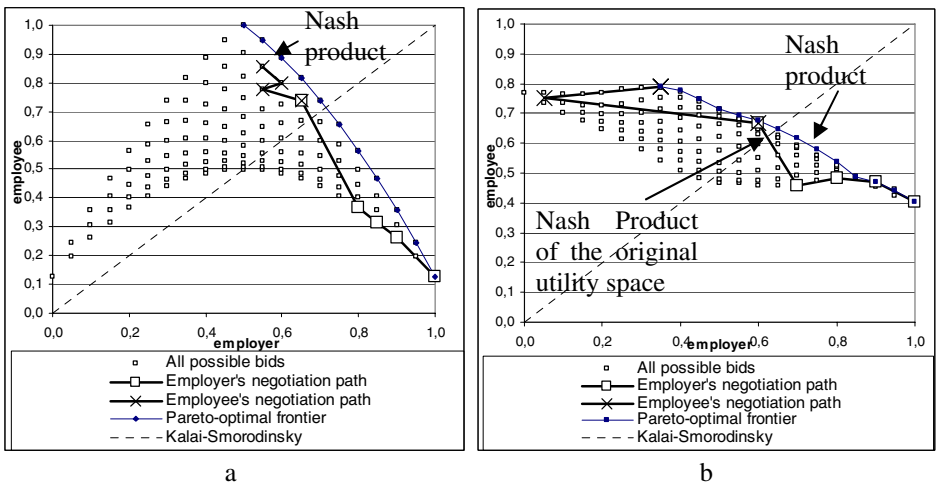 1,0
0,9
0,8
0,7
0,6
0,5
0,4
0,3
0,2
0,1
0,0
employee
Nash
product
0,0 0,2 0,4 0,6 0,8 1,0
employer
All possible bids
Employer's negotiation path
Employee's negotiation path
Pareto-optimal frontier
Kalai-Smorodinsky
a
1,0
0,9
0,8
0,7
0,6
0,5
0,4
0,3
0,2
0,1
0,0
employee
Nash
product
Nash Product
of the original
utility space
0,0 0,2 0,4 0,6 0,8 1,0
employer
All possible bids
Employer's negotiation path
Employee's negotiation path
Pareto-optimal frontier
Kalai-Smorodinsky
b